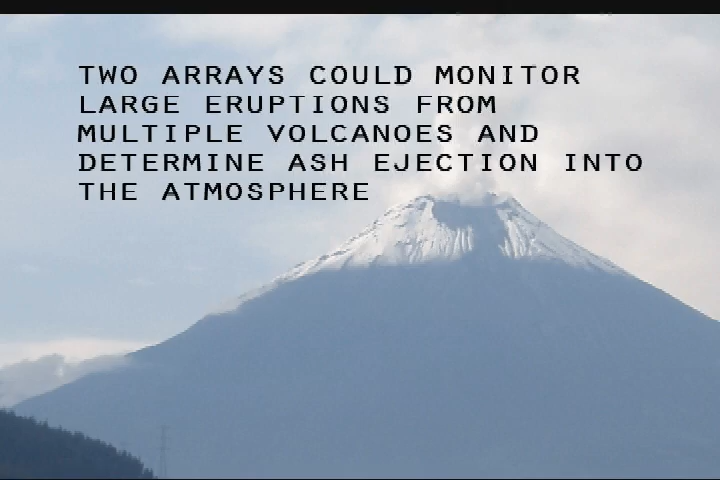 TWO ARRAYS COULD MONITOR
LARGE ERUPTIONS FROM
MULTIPLE VOLCANOES AND
DETERMINE ASH EJECTION INTO
THE ATMOSPHERE